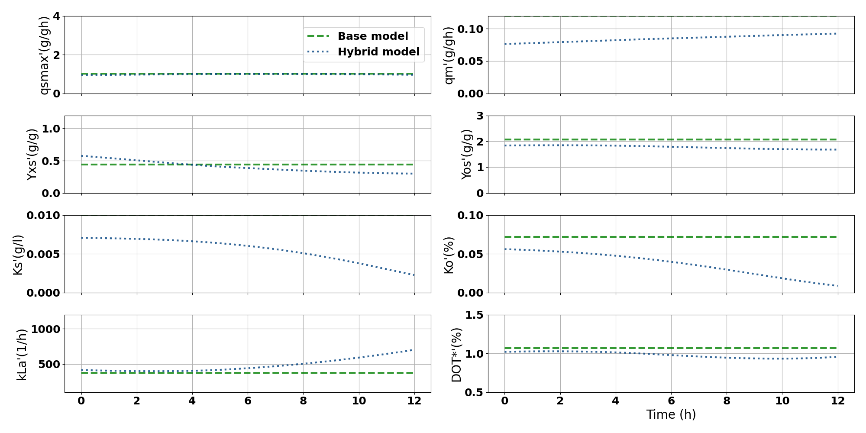 qsmax'(g/gh)
4
2
0
Base model
Hybrid model
qm'(g/gh)
0.10
0.05
0.00
Yxs'(g/g)
1.0
0.5
0.0
Yos'(g/g)
3
2
1
0
Ks'(g/l)
0.010
0.005
0.000
Ko'(%)
0.10
0.05
0.00
kLa'(1/h)
1000
500
0 2 4 6 8 10 12
DOT*'(%)
1.5
1.0
0.5
0 2 4 6 8 10 12
Time (h)